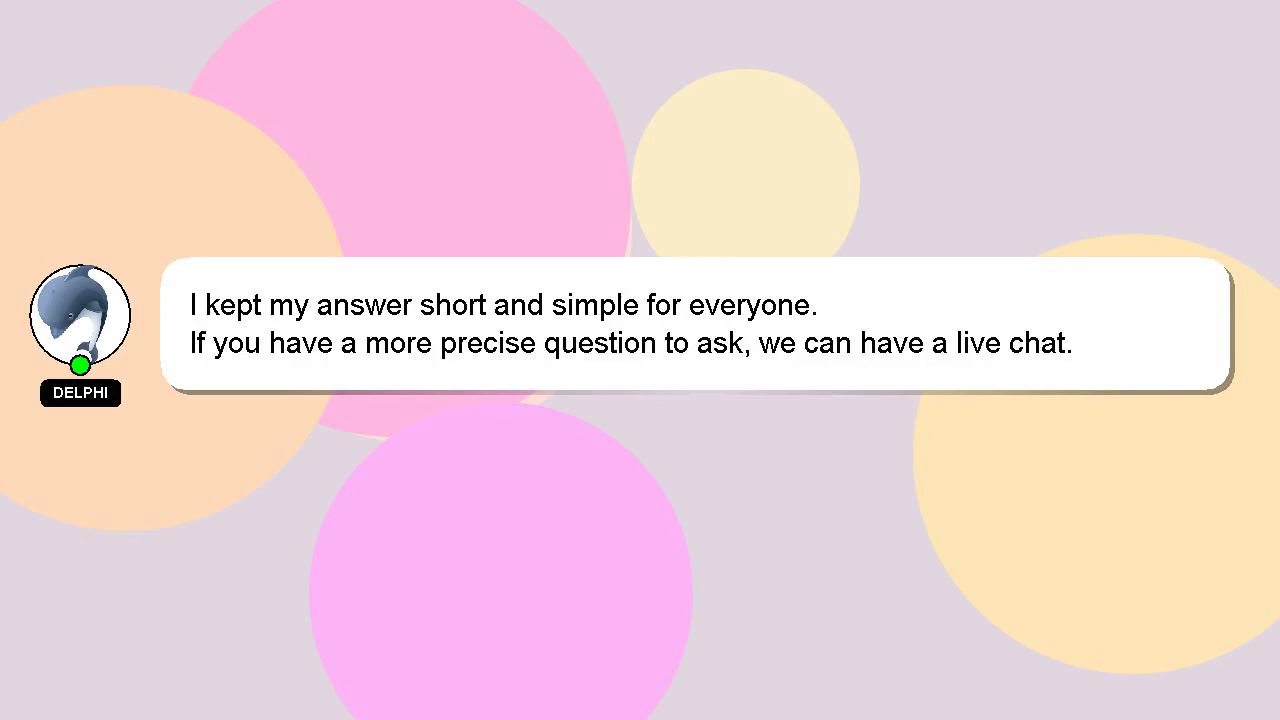 I kept my answer short and simple for everyone.
If you have a more precise question to ask, we can have a live chat.
DELPHI